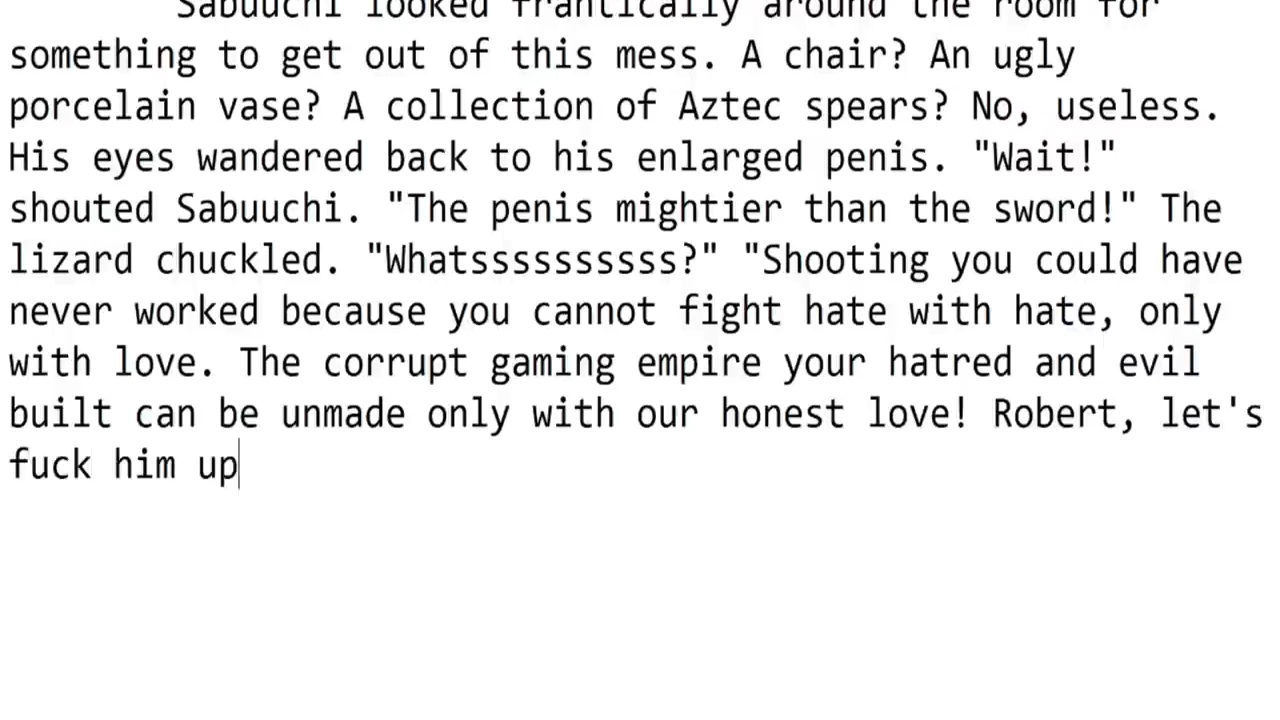 Sabuuchi looked frantically around the room for
something to get out of this mess. A chair? An ugly
porcelain vase? A collection of Aztec spears? No, useless.
His eyes wandered back to his enlarged penis. "Wait!"
shouted Sabuuchi. "The penis mightier than the sword!" The
lizard chuckled. "Whatssssssssss?" "Shooting you could have
never worked because you cannot fight hate with hate, only
with love. The corrupt gaming empire your hatred and evil
built can be unmade only with our honest love! Robert, let's
fuck him up